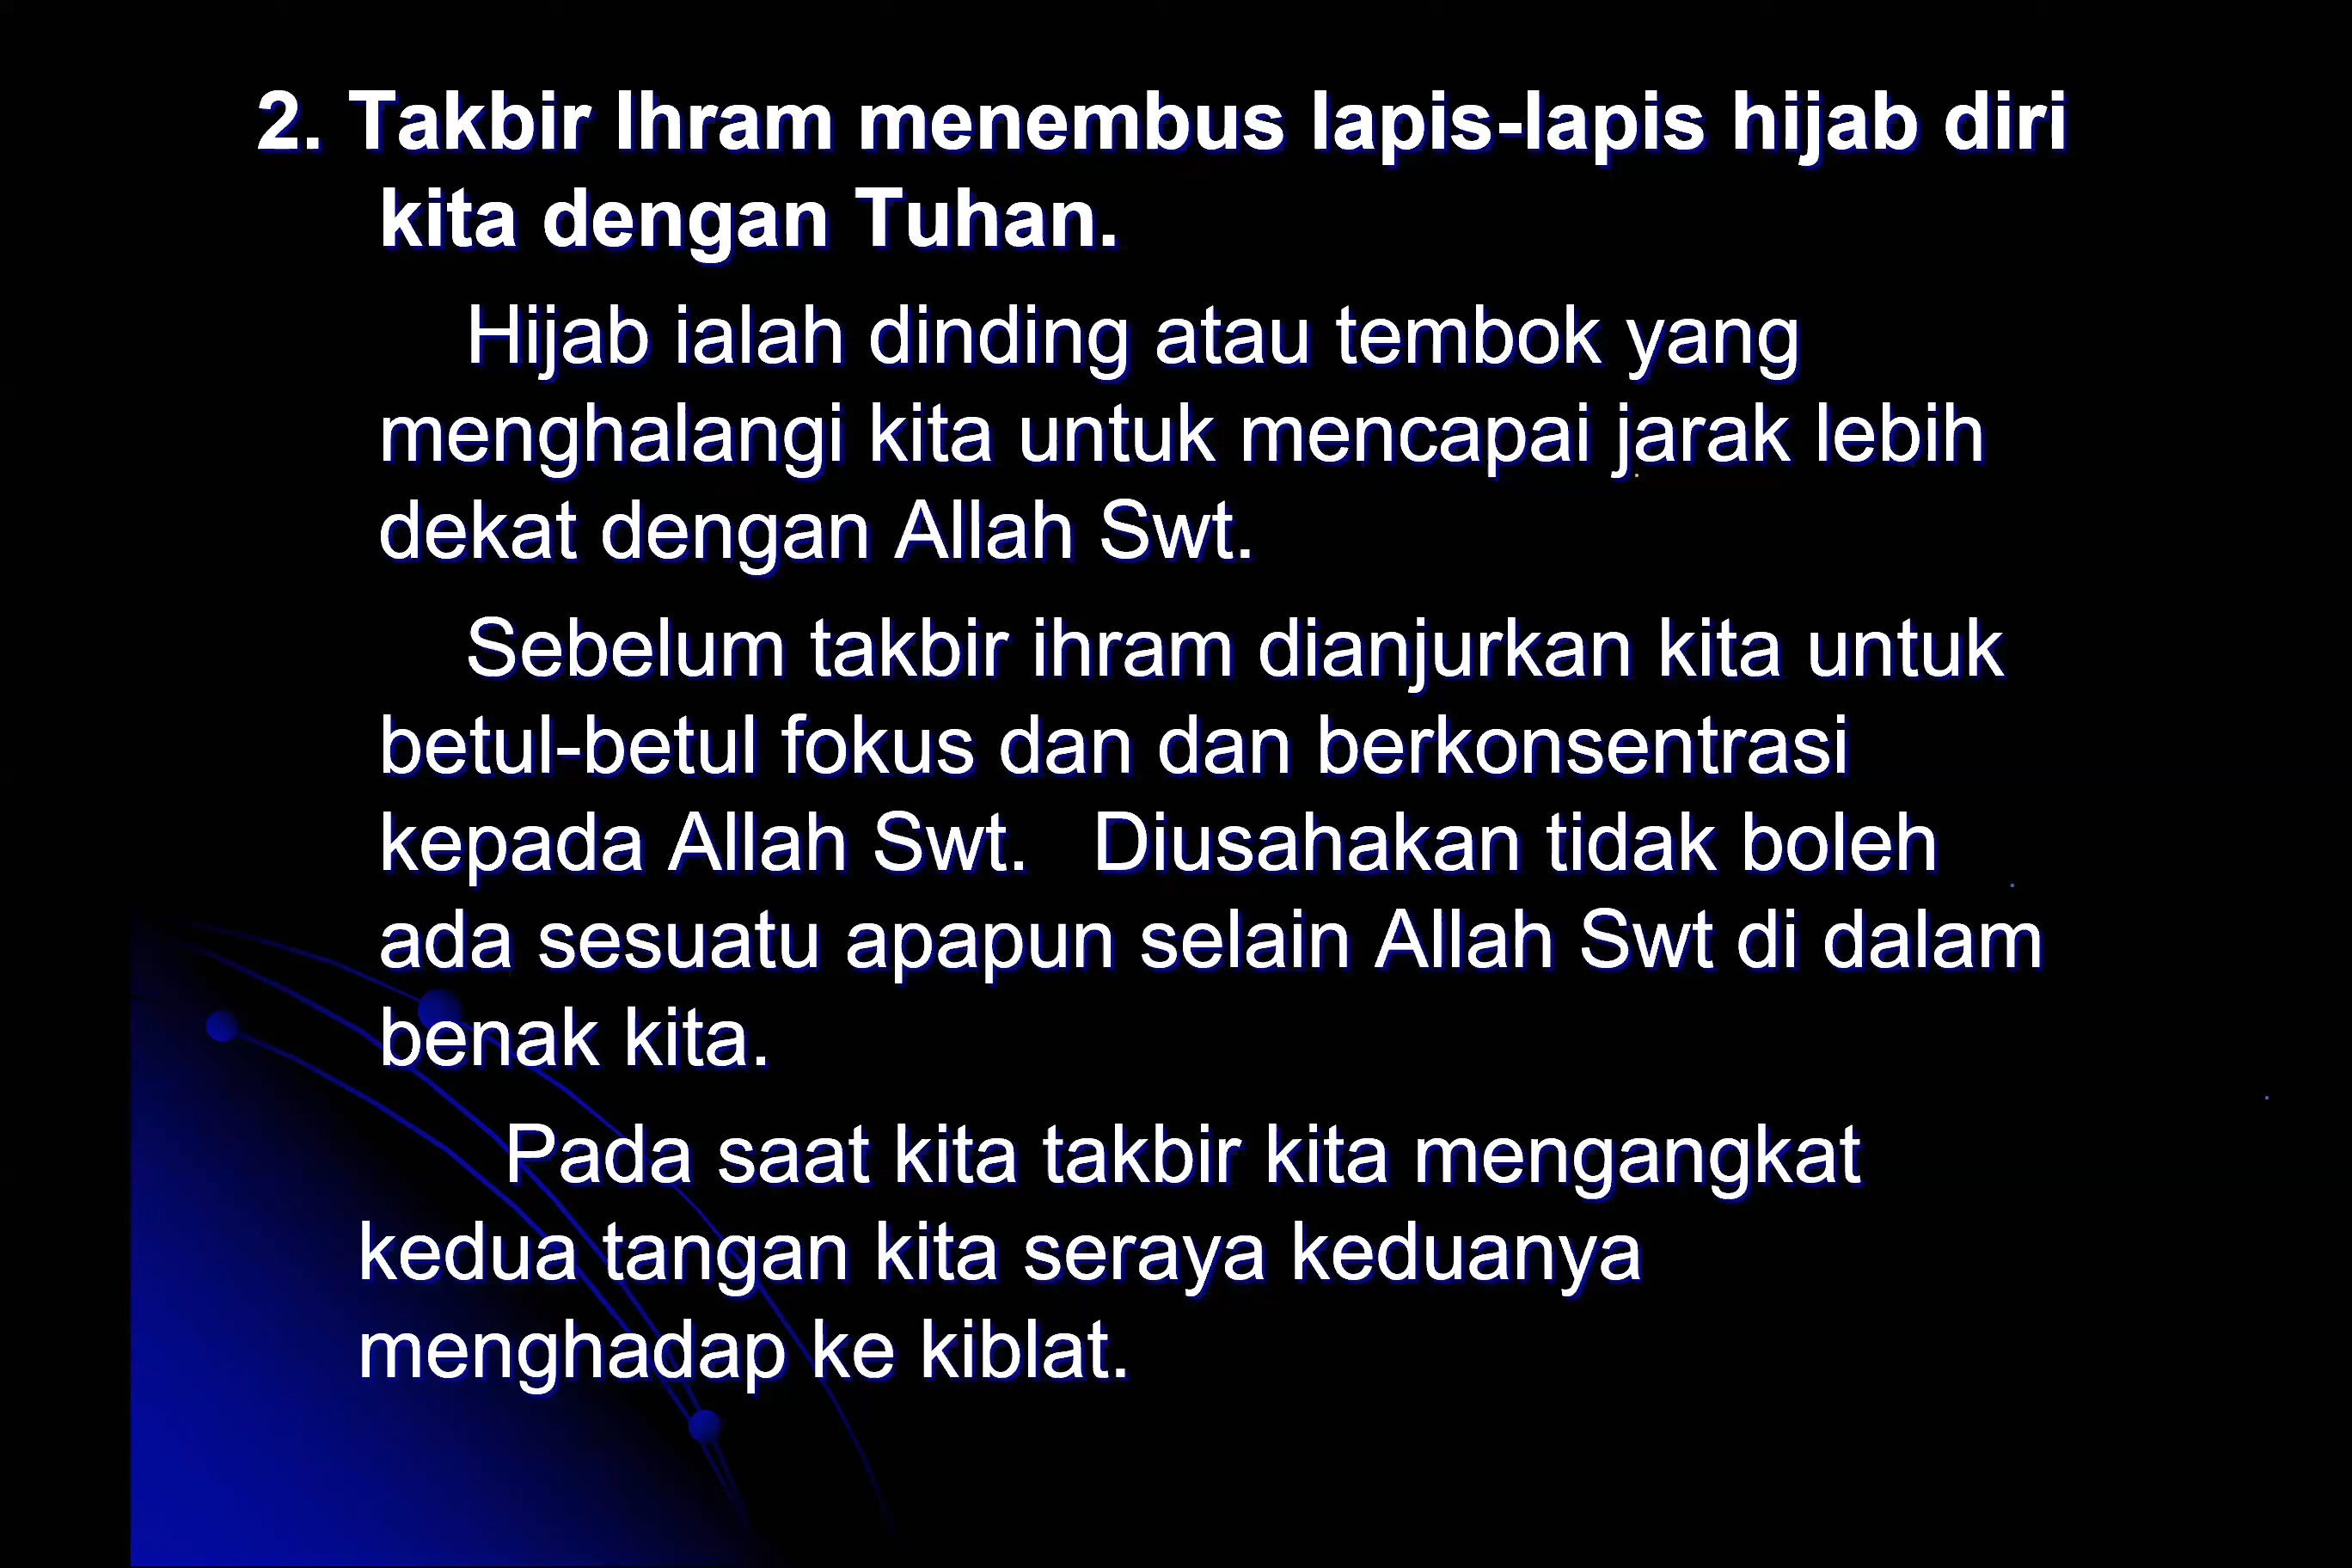 2. Takbir Ihram menembus lapis-lapis hijab diri
kita dengan Tuhan.
Hijab ialah dinding atau tembok yang
menghalangi kita untuk mencapai jarak lebih
dekat dengan Allah Swt.
Sebelum takbir ihram dianjurkan kita untuk
betul-betul fokus dan dan berkonsentrasi
kepada Allah Swt.   Diusahakan tidak boleh
ada sesuatu apapun selain Allah Swt di dalam
benak kita.
Pada saat kita takbir kita mengangkat
kedua tangan kita seraya keduanya
menghadap ke kiblat.